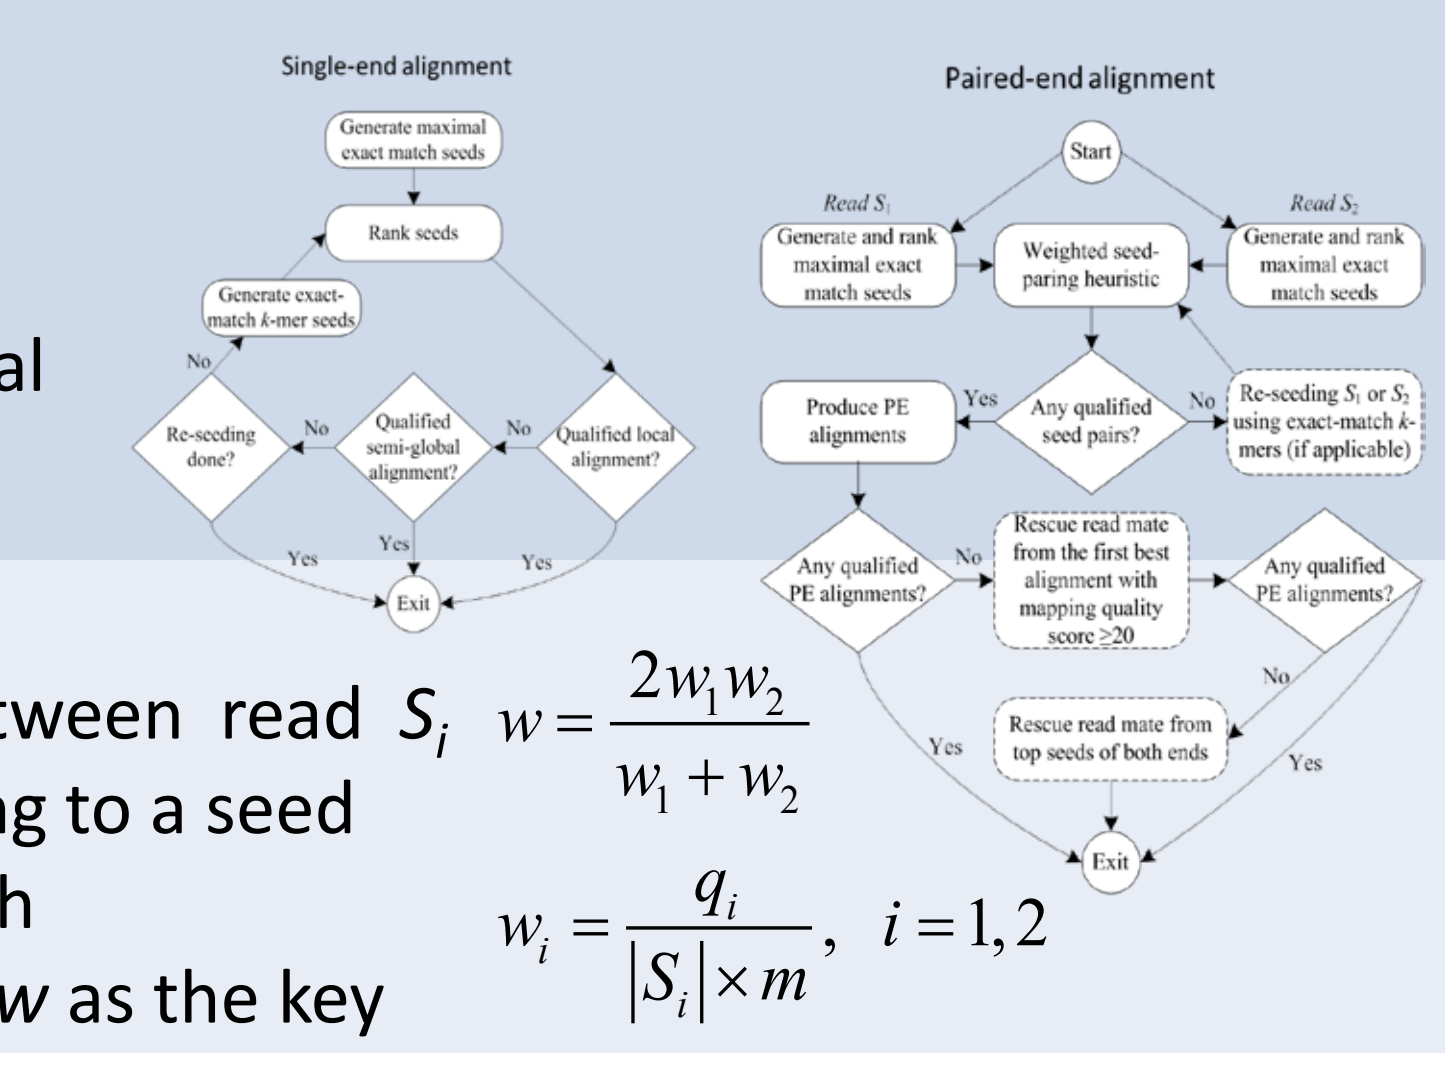 Single-end alignment
Generate maximal
exact match seeds
Rank seeds
Generate exact-
match k-mer seeds
No
Re-seeding
done?
No
Qualified
semi-global
alignment?
No
Qualified local
alignment?
Yes
Yes
Yes
Exit
Paired-end alignment
Start
Read S₁
Read S₂
Generate and rank
maximal exact
match seeds
Weighted seed-
paring heuristic
Generate and rank
maximal exact
match seeds
Produce PE
alignments
Yes
Any qualified
seed pairs?
No
Re-seeding S₁ or S₂
using exact-match k-
mers (if applicable)
Any qualified
PE alignments?
No
Rescue read mate
from the first best
alignment with
mapping quality
score ≥20
Any qualified
PE alignments?
No
Rescue read mate from
top seeds of both ends
Yes
Yes
Exit
al
tween read Sᵢ
ng to a seed
h
w as the key
w = 2w₁w₂ / (w₁ + w₂)
wᵢ = qᵢ / (|Sᵢ| × m), i = 1,2